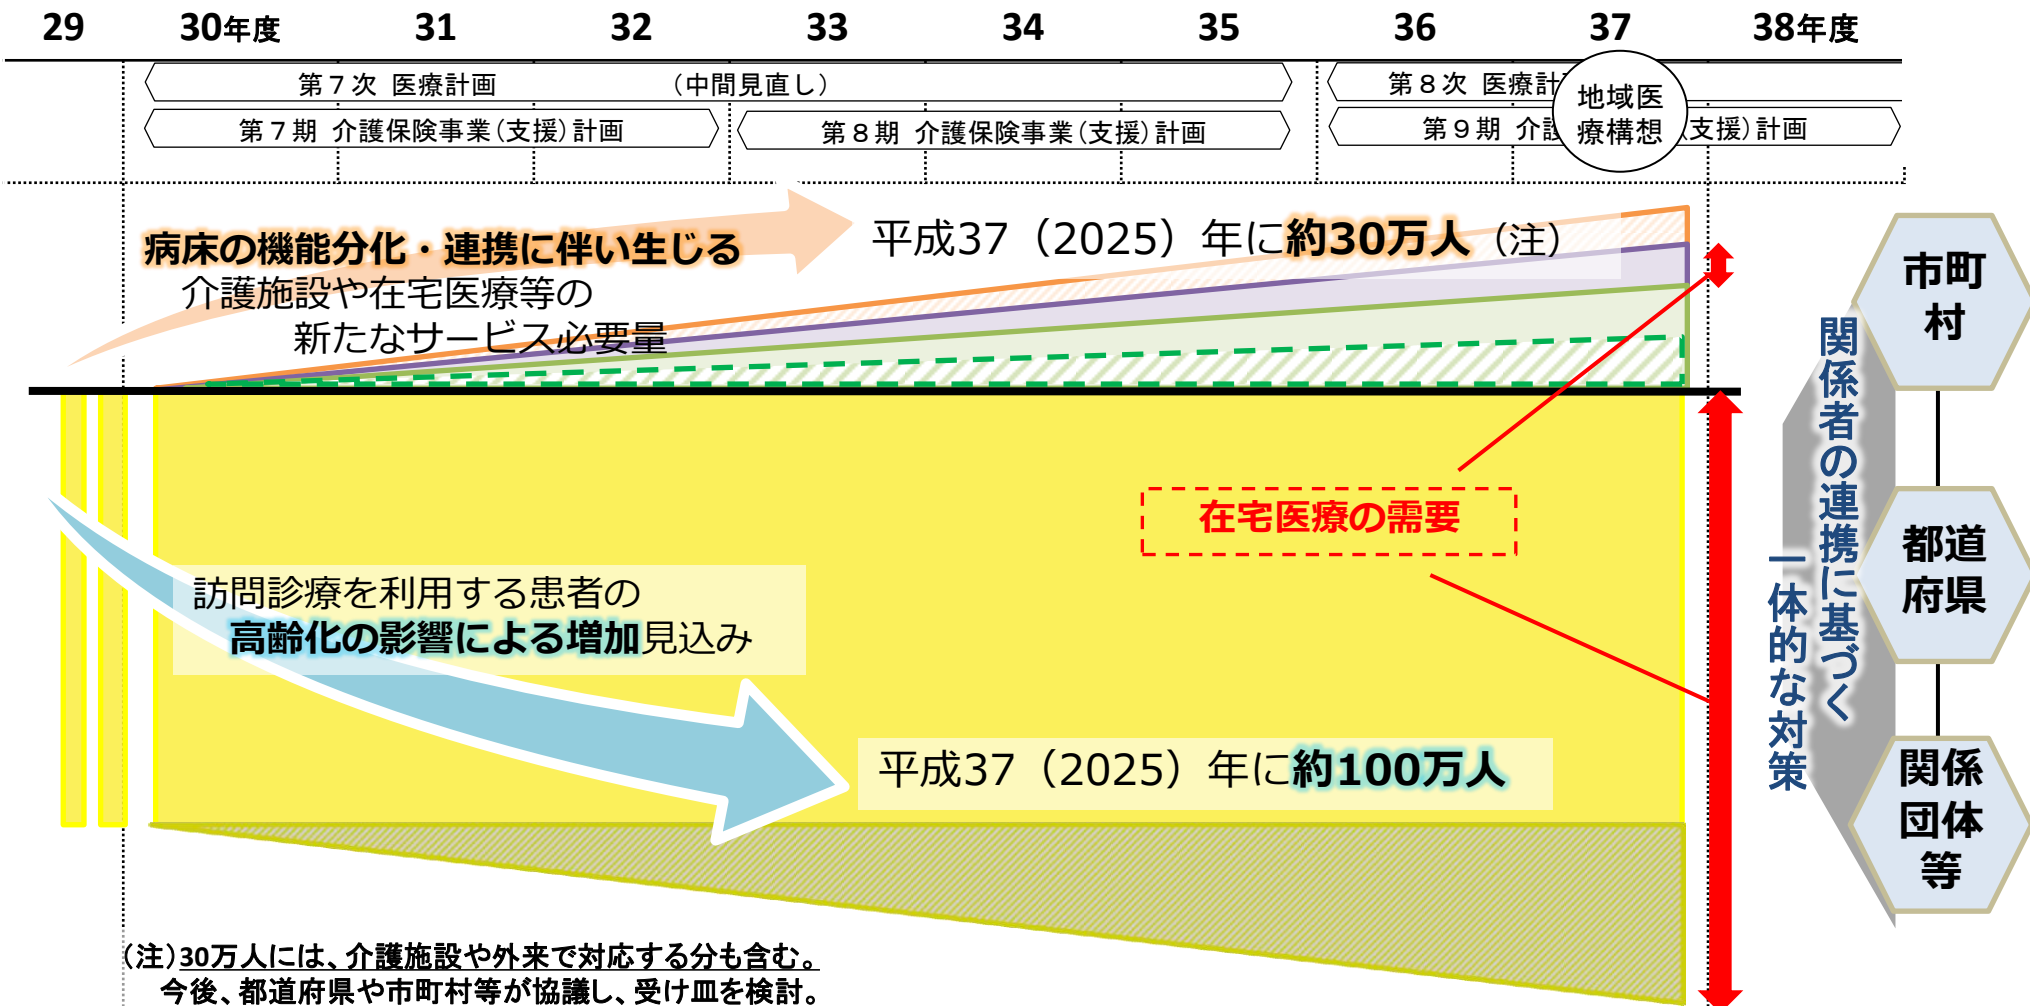 29 30年度 31 32 33 34 35 36 37 38年度
第７次 医療計画 （中間見直し）
第８次 医療計
第７期 介護保険事業（支援）計画
第８期 介護保険事業（支援）計画
第９期 介護 （支援）計画
地域医
療構想
病床の機能分化・連携に伴い生じる
介護施設や在宅医療等の
新たなサービス必要量
平成37（2025）年に約30万人（注）
在宅医療の需要
訪問診療を利用する患者の
高齢化の影響による増加見込み
平成37（2025）年に約100万人
関係者の連携に基づく
一体的な対策
市町
村
都道
府県
関係
団体
等
（注）30万人には、介護施設や外来で対応する分も含む。
今後、都道府県や市町村等が協議し、受け皿を検討。